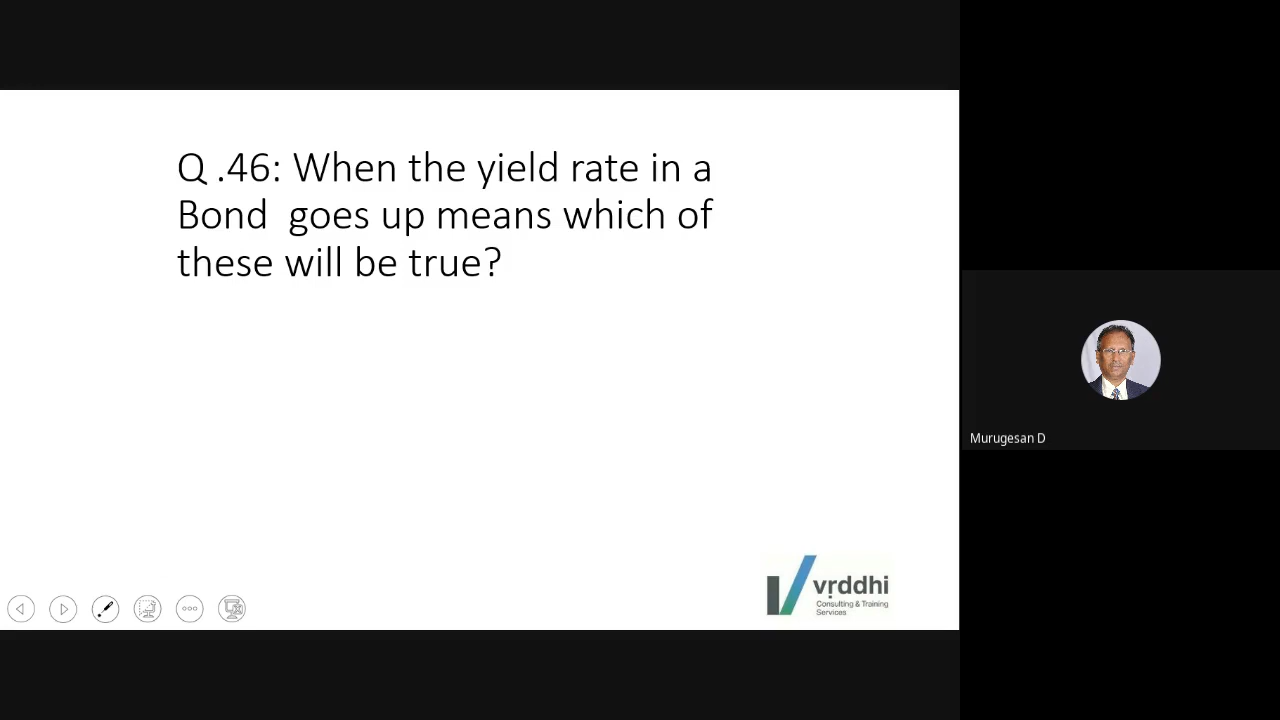 Q .46: When the yield rate in a
Bond  goes up means which of
these will be true?
Murugesan D
vṛddhi
Consulting & Training
Services